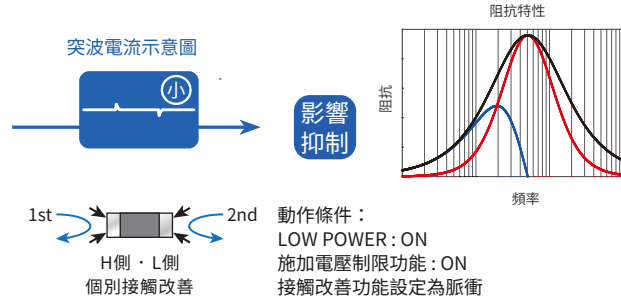 突波電流示意圖
小
影響
抑制
阻抗特性
阻抗
頻率
1st
2nd
H側・L側
個別接觸改善
動作條件：
LOW POWER : ON
施加電壓制限功能 : ON
接觸改善功能設定為脈衝